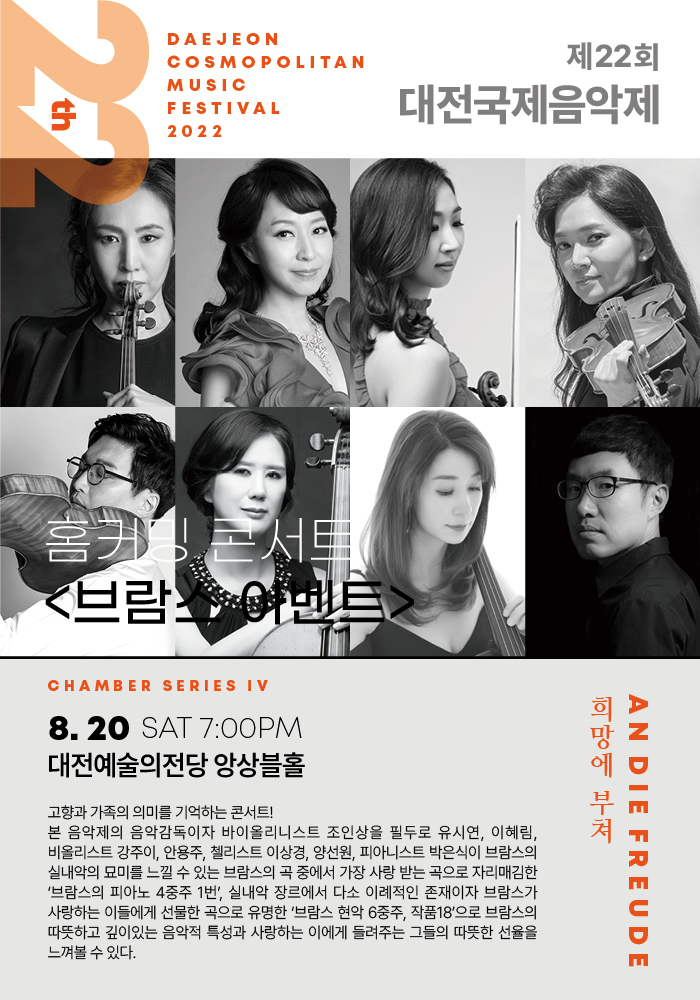 22
th
DAEJEON
COSMOPOLITAN
MUSIC
FESTIVAL
2022
제22회
대전국제음악제
홈커밍 콘서트
<브람스 아벤트>
CHAMBER SERIES IV
8. 20 SAT 7:00PM
대전예술의전당 앙상블홀
고향과 가족의 의미를 기억하는 콘서트!
본 음악제의 음악감독이자 바이올리니스트 조인상을 필두로 유시연, 이혜림,
비올리스트 강주이, 안용주, 첼리스트 이상경, 양선원, 피아니스트 박은식이 브람스의
실내악의 묘미를 느낄 수 있는 브람스의 곡 중에서 가장 사랑 받는 곡으로 자리매김한
‘브람스의 피아노 4중주 1번’, 실내악 장르에서 다소 이례적인 존재이자 브람스가
사랑하는 이들에게 선물한 곡으로 유명한 ‘브람스 현악 6중주, 작품18’으로 브람스의
따뜻하고 깊이있는 음악적 특성과 사랑하는 이에게 들려주는 그들의 따뜻한 선율을
느껴볼 수 있다.
희망에 부쳐
AN DIE FREUDE